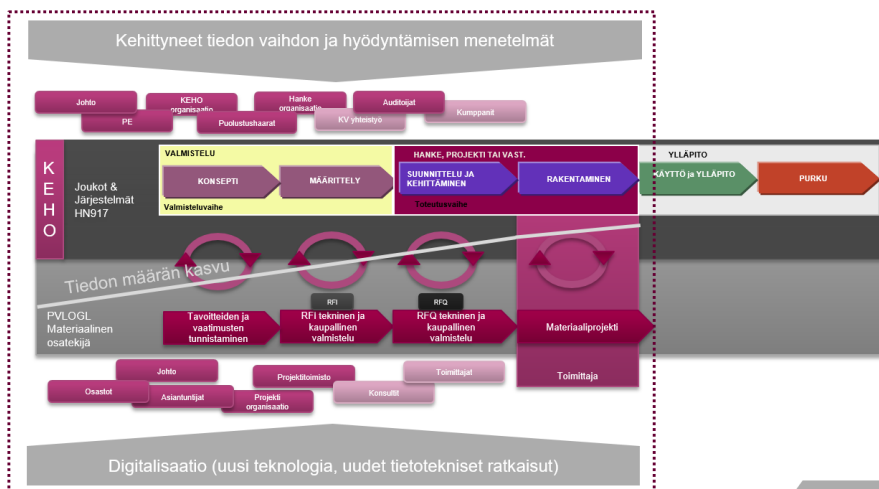 Kehittyneet tiedon vaihdon ja hyödyntämisen menetelmät
Johto
KEHO
organisaatio
Hanke
organisaatio
Auditoijat
PE
Puolustushaarat
KV yhteistyö
Kumppanit
KEHO
Joukot &
Järjestelmät
HN917
VALMISTELU
KONSEPTI
MÄÄRITTELY
Valmisteluvaihe
HANKE, PROJEKTI TAI VAST.
SUUNNITTELU JA
KEHITTÄMINEN
RAKENTAMINEN
Toteutusvaihe
YLLÄPITO
KÄYTTÖ ja YLLÄPITO
PURKU
Tiedon määrän kasvu
PVLOGL
Materiaalinen
osatekijä
Tavoitteiden ja
vaatimusten
tunnistaminen
RFI
RFI tekninen ja
kaupallinen
valmistelu
RFQ
RFQ tekninen ja
kaupallinen
valmistelu
Materiaaliprojekti
Toimittaja
Johto
Projektitoimisto
Toimittajat
Osastot
Asiantuntijat
Projekti
organisaatio
Konsultit
Digitalisaatio (uusi teknologia, uudet tietotekniset ratkaisut)